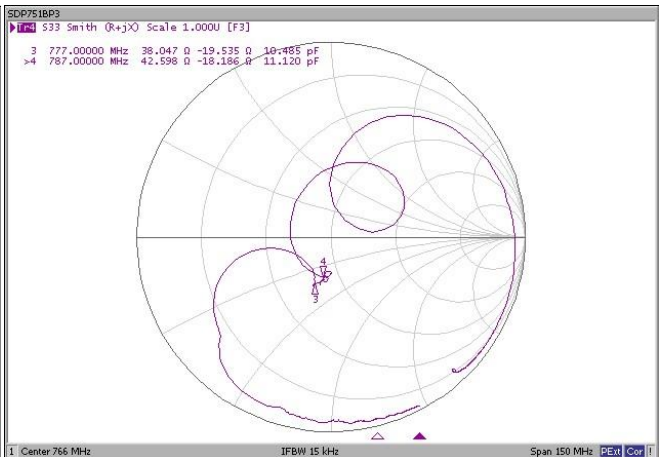 SDP751BP3
Tr4 S33 Smith (R+jX) Scale 1.000U [F3]
3 777.00000 MHz 38.047 Ω -19.535 Ω 10.485 pF
>4 787.00000 MHz 42.598 Ω -18.186 Ω 11.120 pF
4
3
1 Center 766 MHz IFBW 15 kHz Span 150 MHz PExt Cor !